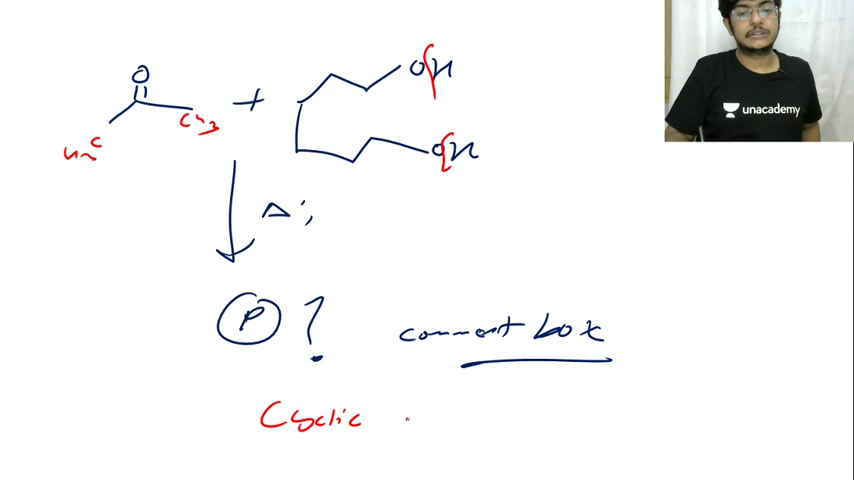 O
OH
unacademy
+
CH3
H3C
OH
Δ;
P ?
comment box
Cyclic